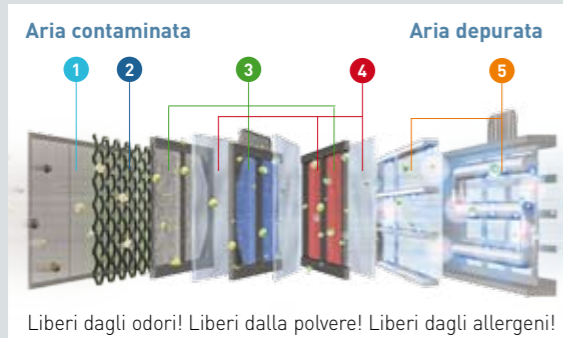 Aria contaminata Aria depurata
1 2 3 4 5
Liberi dagli odori! Liberi dalla polvere! Liberi dagli allergeni!